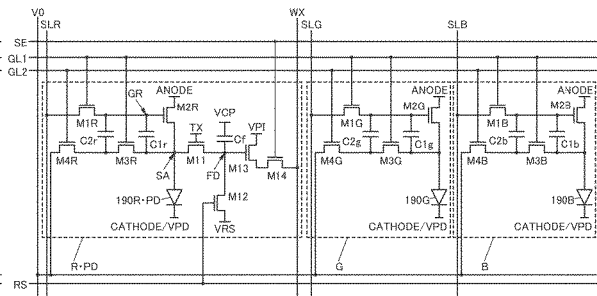 V0 WX
SLR SLG SLB
SE
GL1
GL2
GR ANODE ANODE ANODE
M2R VCP M2G M2B
M1R TX Cf VPI M1G M1B
C2r C1r C2g C1g C2b C1b
M4R M3R M11 M13 M14 M4G M3G M4B M3B
SA FD
M12
190R·PD 190G 190B
CATHODE/VPD VRS CATHODE/VPD CATHODE/VPD
R·PD G B
RS